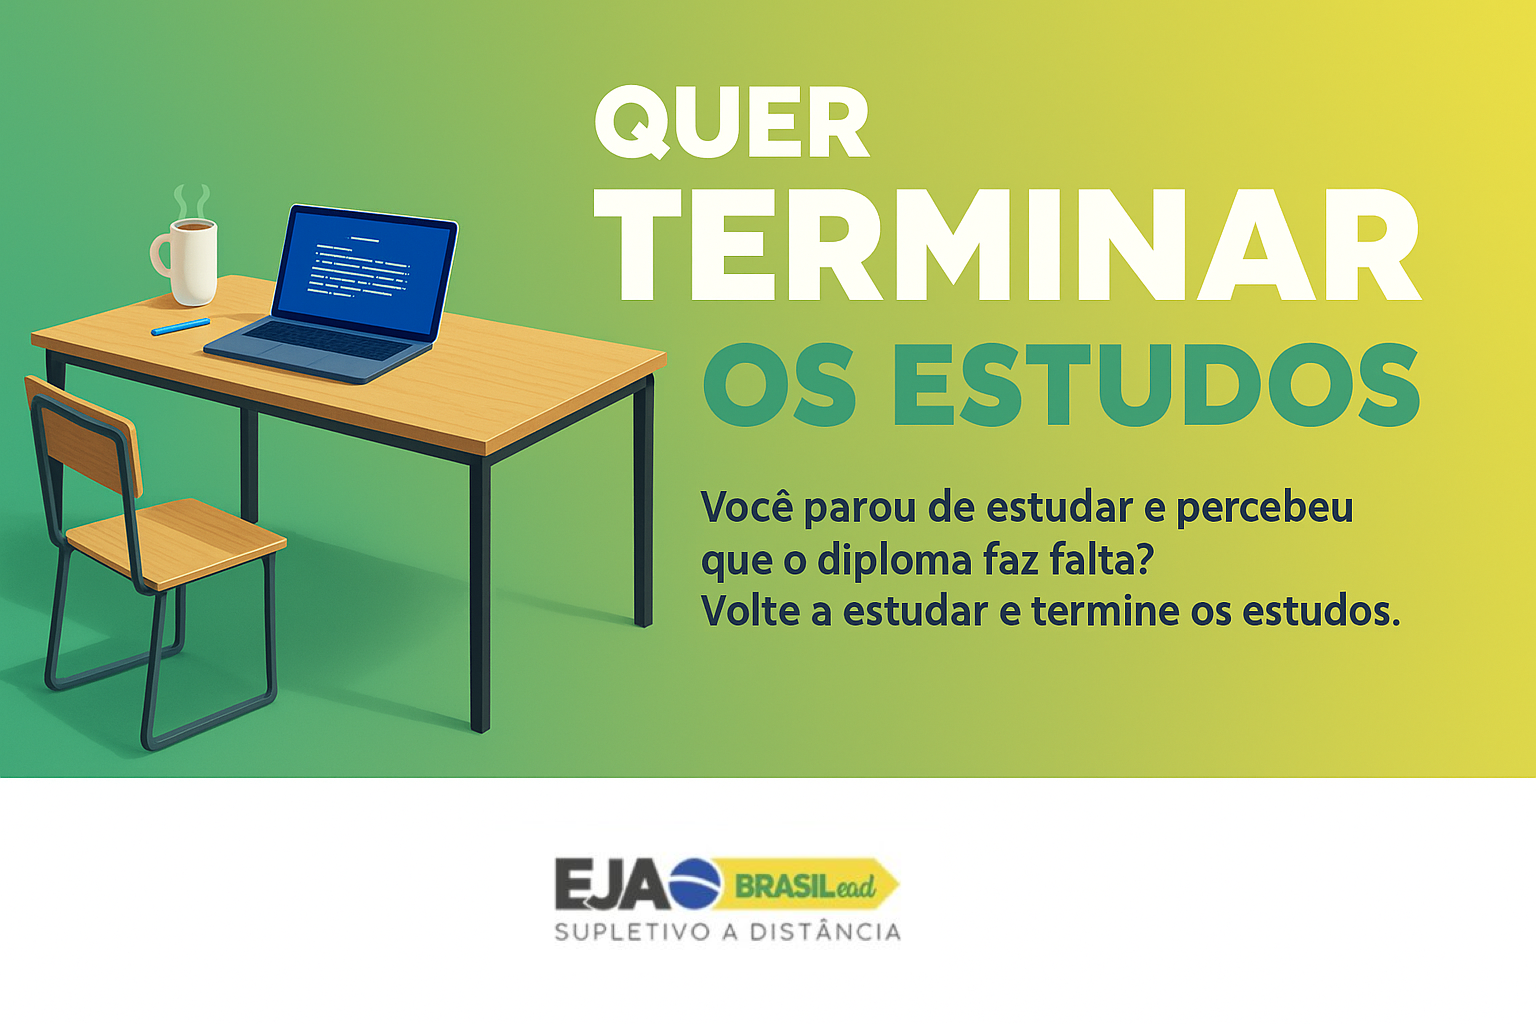 QUER
TERMINAR
OS ESTUDOS
Você parou de estudar e percebeu
que o diploma faz falta?
Volte a estudar e termine os estudos.
EJA BRASILead
SUPLETIVO A DISTÂNCIA